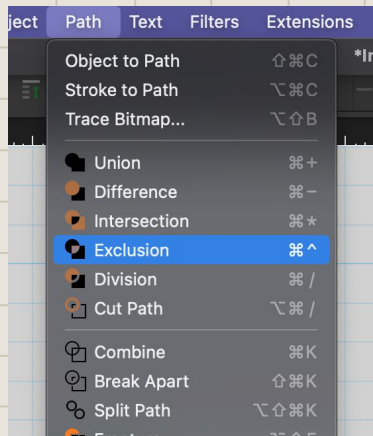 ject Path Text Filters Extensions
*In
Object to Path ⇧⌘C
Stroke to Path ⌥⌘C
Trace Bitmap... ⌥⇧B
Union ⌘+
Difference ⌘−
Intersection ⌘*
Exclusion ⌘^
Division ⌘/
Cut Path ⌥⌘/
Combine ⌘K
Break Apart ⇧⌘K
Split Path ⌥⇧⌘K